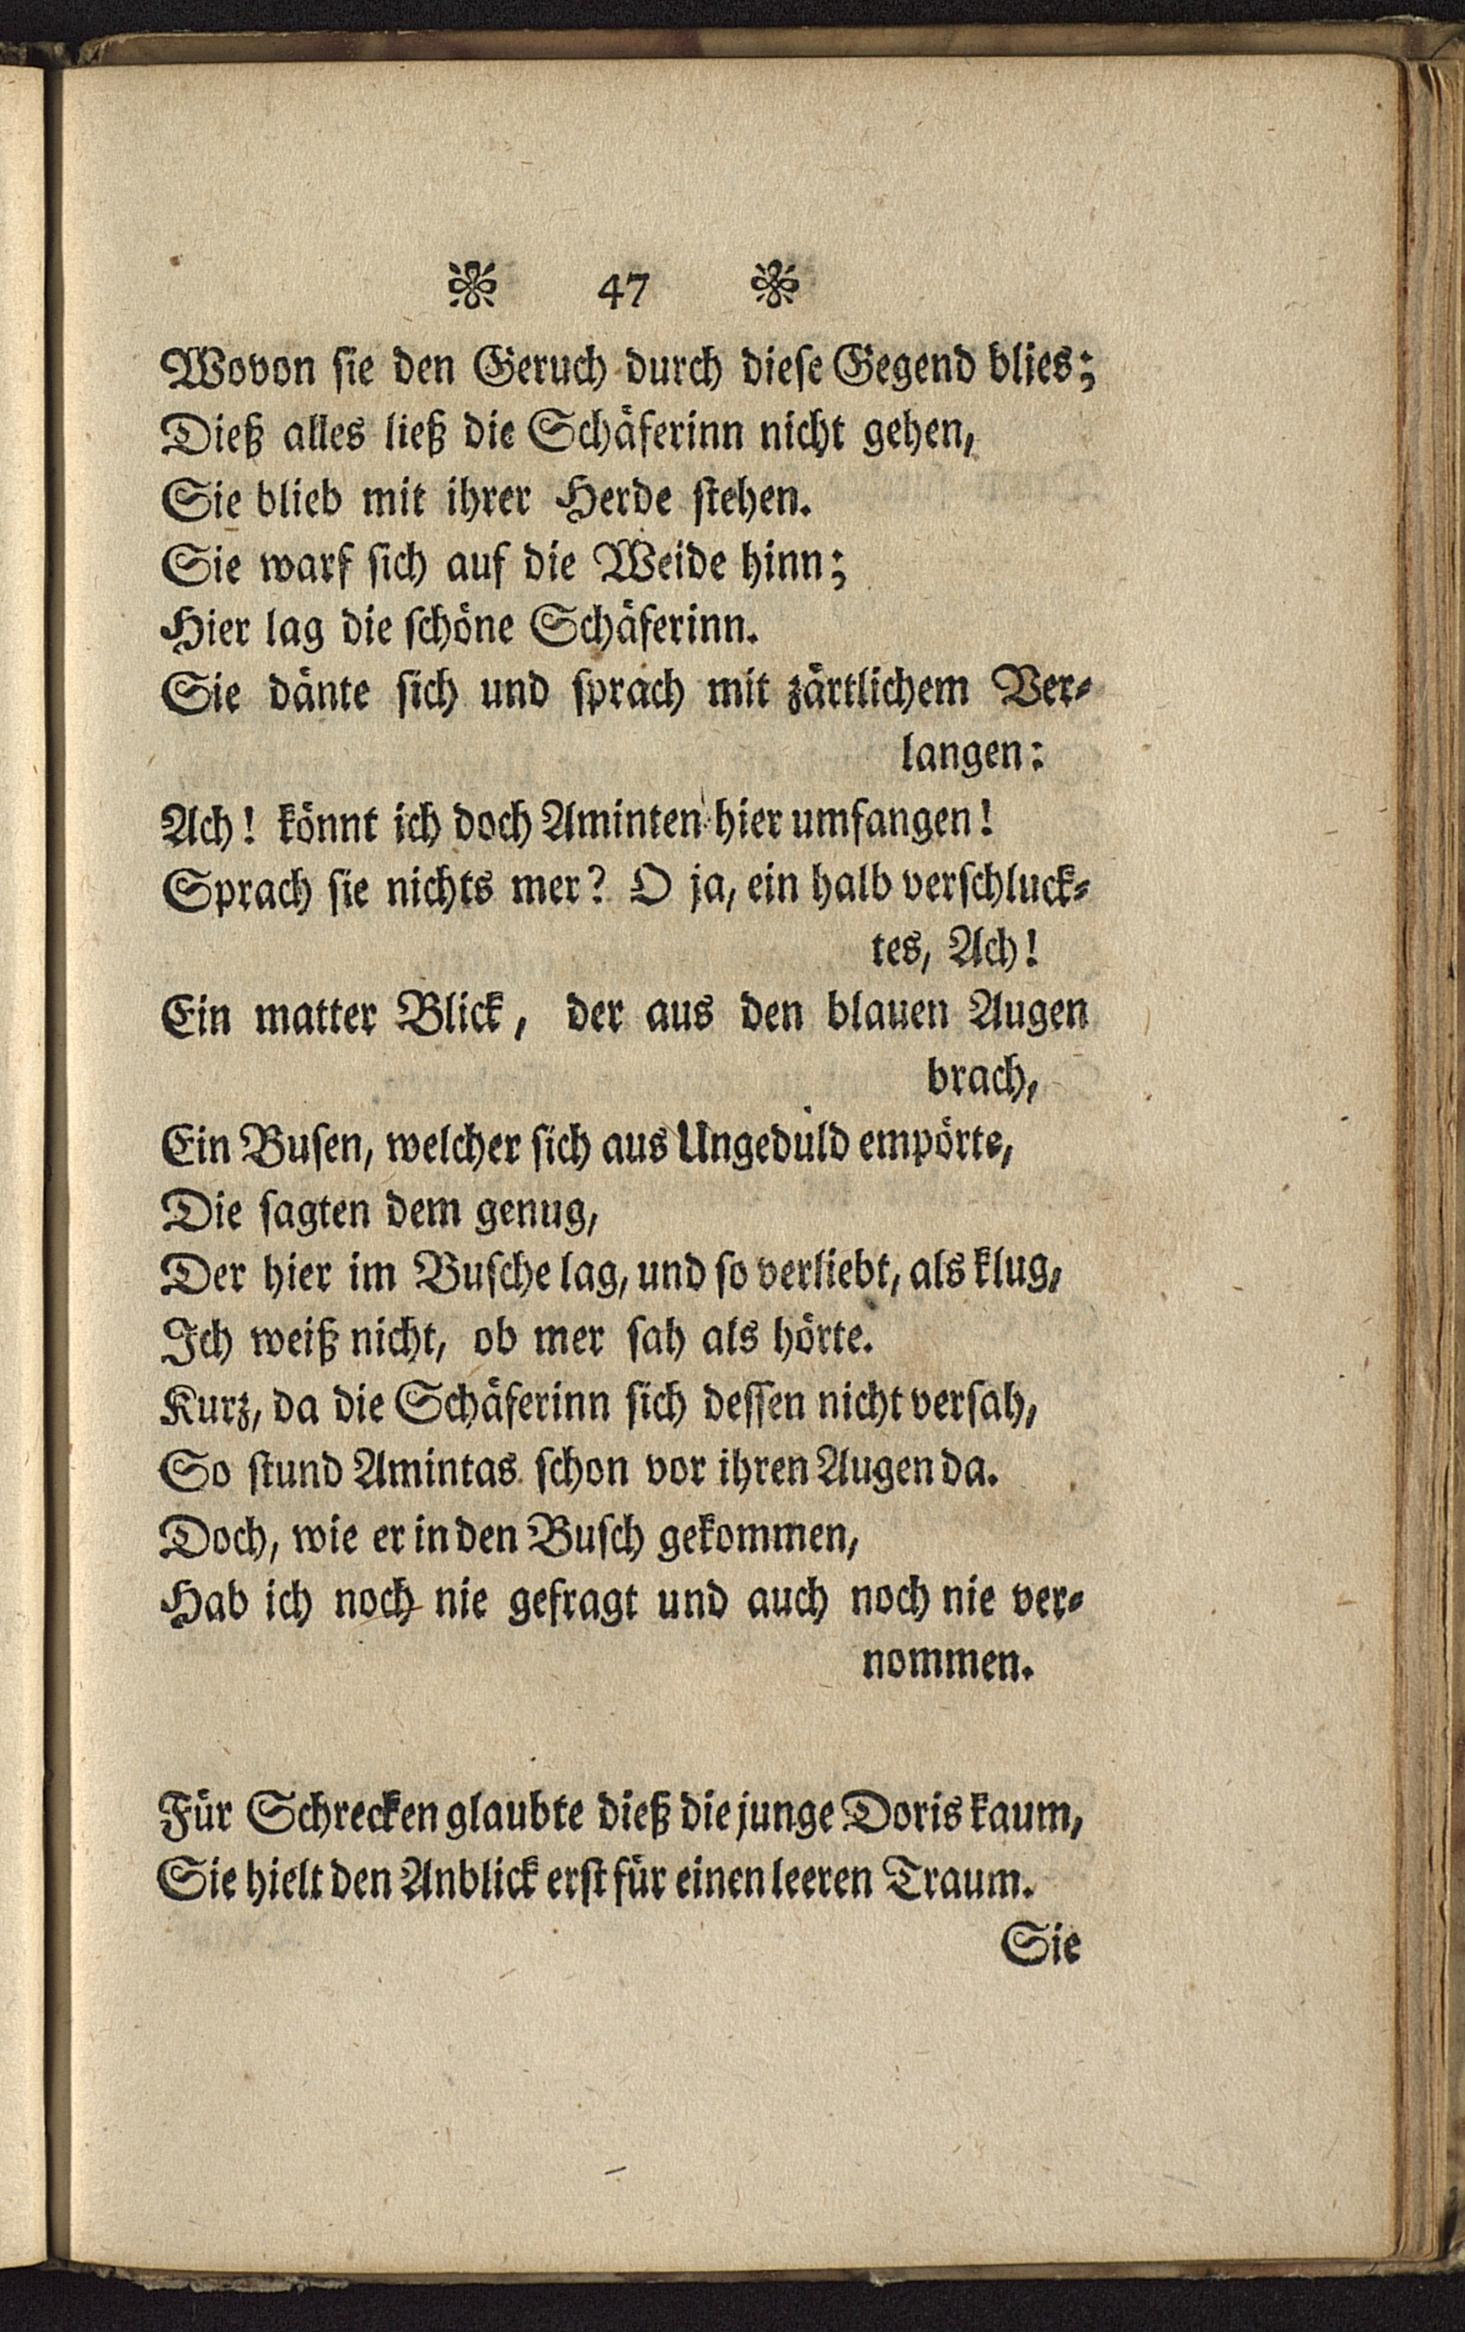 47
Wovon ſie den Geruch durch dieſe Gegend blies;
Dieß alles ließ die Schäferinn nicht gehen,
Sie blieb mit ihrer Herde ſtehen.
Sie warf ſich auf die Weide hinn;
Hier lag die ſchöne Schäferinn.
Sie dänte ſich und ſprach mit zärtlichem Ver-
langen:
Ach! könnt ich doch Aminten hier umfangen!
Sprach ſie nichts mer? O ja, ein halb verſchluck-
tes, Ach!
Ein matter Blick, der aus den blauen Augen
brach,
Ein Buſen, welcher ſich aus Ungeduld empörte,
Die ſagten dem genug,
Der hier im Buſche lag, und ſo verliebt, als klug,
Ich weiß nicht, ob mer ſah als hörte.
Kurz, da die Schäferinn ſich deſſen nicht verſah,
So ſtund Amintas ſchon vor ihren Augen da.
Doch, wie er in den Buſch gekommen,
Hab ich noch nie gefragt und auch noch nie ver-
nommen.
Für Schrecken glaubte dieß die junge Doris kaum,
Sie hielt den Anblick erſt für einen leeren Traum.
Sie